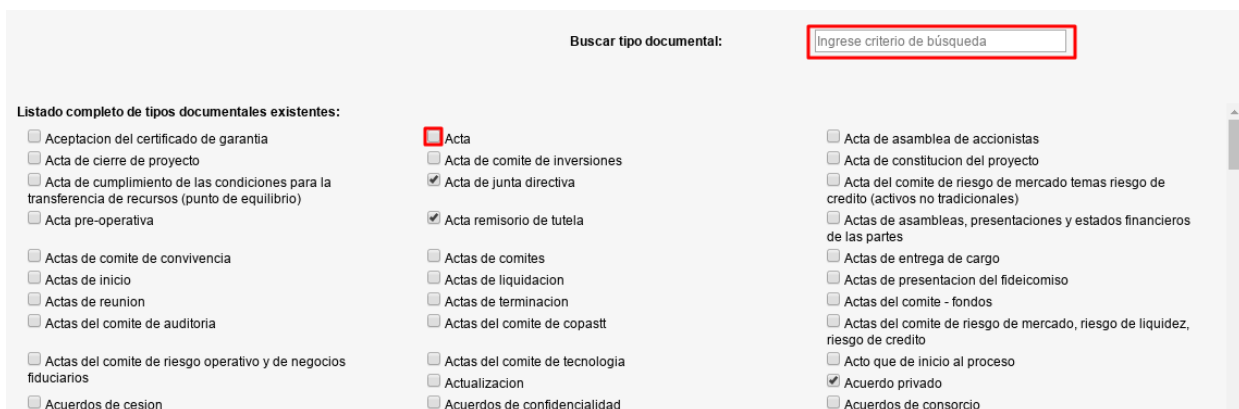 Buscar tipo documental:
Ingrese criterio de búsqueda
Listado completo de tipos documentales existentes:
Aceptacion del certificado de garantia
Acta
Acta de asamblea de accionistas
Acta de cierre de proyecto
Acta de comite de inversiones
Acta de constitucion del proyecto
Acta de cumplimiento de las condiciones para la
transferencia de recursos (punto de equilibrio)
Acta de junta directiva
Acta del comite de riesgo de mercado temas riesgo de
credito (activos no tradicionales)
Acta pre-operativa
Acta remisorio de tutela
Actas de asambleas, presentaciones y estados financieros
de las partes
Actas de comite de convivencia
Actas de comites
Actas de entrega de cargo
Actas de inicio
Actas de liquidacion
Actas de presentacion del fideicomiso
Actas de reunion
Actas de terminacion
Actas del comite - fondos
Actas del comite de auditoria
Actas del comite de copastt
Actas del comite de riesgo de mercado, riesgo de liquidez,
riesgo de credito
Actas del comite de riesgo operativo y de negocios
fiduciarios
Actas del comite de tecnologia
Acto que de inicio al proceso
Actualizacion
Acuerdo privado
Acuerdos de cesion
Acuerdos de confidencialidad
Acuerdos de consorcio